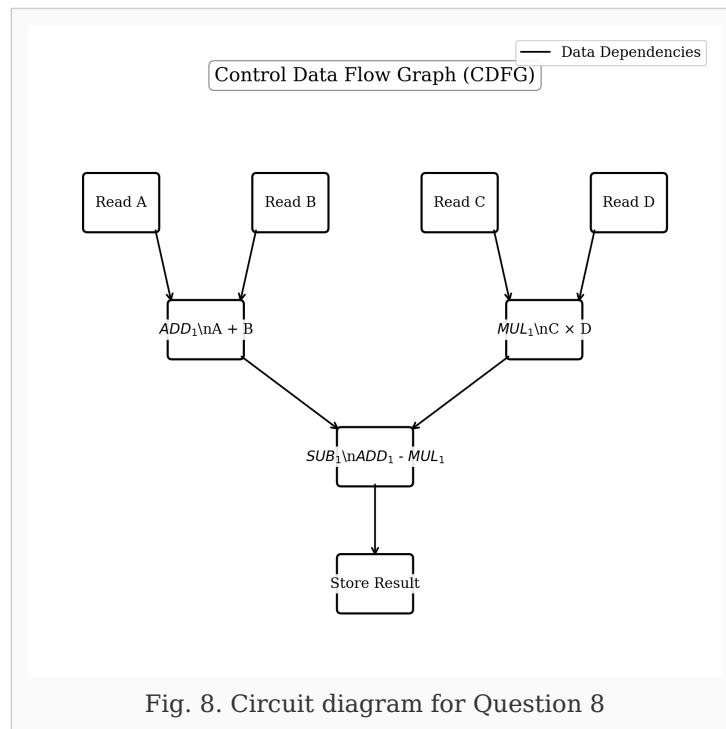 Data Dependencies
Control Data Flow Graph (CDFG)
Read A
Read B
Read C
Read D
ADD₁\nA + B
MUL₁\nC × D
SUB₁\nADD₁ - MUL₁
Store Result
Fig. 8. Circuit diagram for Question 8